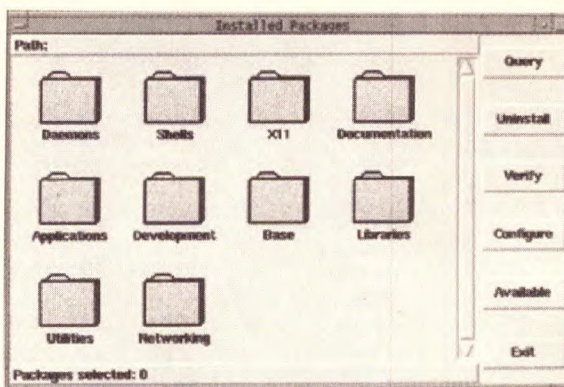 Installed Packages
Path:
Query
Daemons Shells X11 Documentation
Uninstall
Verify
Applications Development Base Libraries
Configure
Available
Utilities Networking
Exit
Packages selected: 0